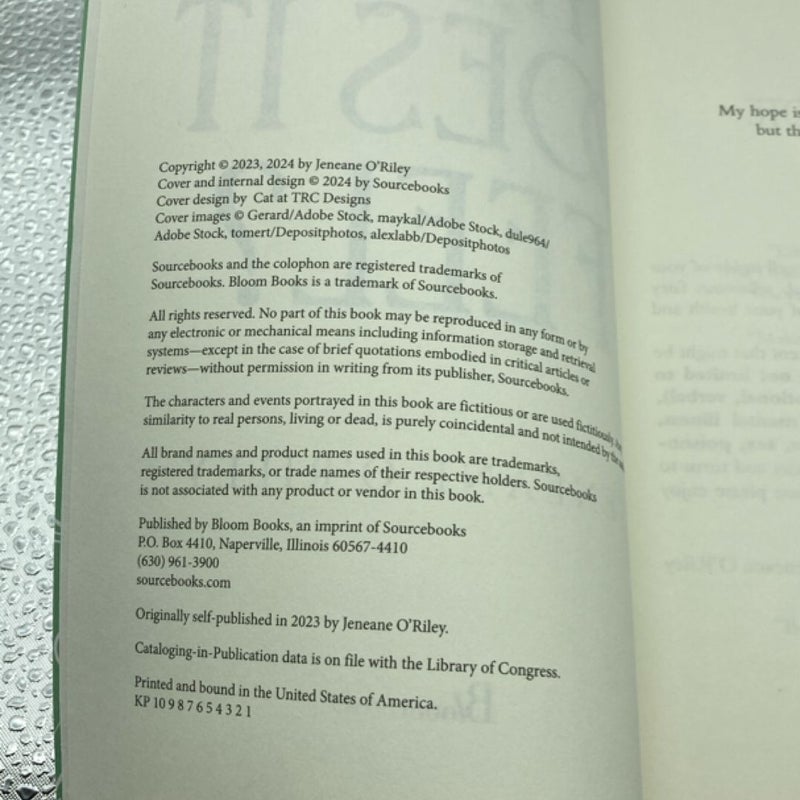 Copyright © 2023, 2024 by Jeneane O'Riley
Cover and internal design © 2024 by Sourcebooks
Cover design by Cat at TRC Designs
Cover images © Gerard/Adobe Stock, maykal/Adobe Stock, dule964/
Adobe Stock, tomert/Depositphotos, alexlabb/Depositphotos
Sourcebooks and the colophon are registered trademarks of
Sourcebooks. Bloom Books is a trademark of Sourcebooks.
All rights reserved. No part of this book may be reproduced in any form or by
any electronic or mechanical means including information storage and retrieval
systems—except in the case of brief quotations embodied in critical articles or
reviews—without permission in writing from its publisher, Sourcebooks.
The characters and events portrayed in this book are fictitious or are used fictitiously.
similarity to real persons, living or dead, is purely coincidental and not intended by the
All brand names and product names used in this book are trademarks,
registered trademarks, or trade names of their respective holders. Sourcebooks
is not associated with any product or vendor in this book.
Published by Bloom Books, an imprint of Sourcebooks
P.O. Box 4410, Naperville, Illinois 60567-4410
(630) 961-3900
sourcebooks.com
Originally self-published in 2023 by Jeneane O'Riley.
Cataloging-in-Publication data is on file with the Library of Congress.
Printed and bound in the United States of America.
KP 10 9 8 7 6 5 4 3 2 1
My hope is
but th